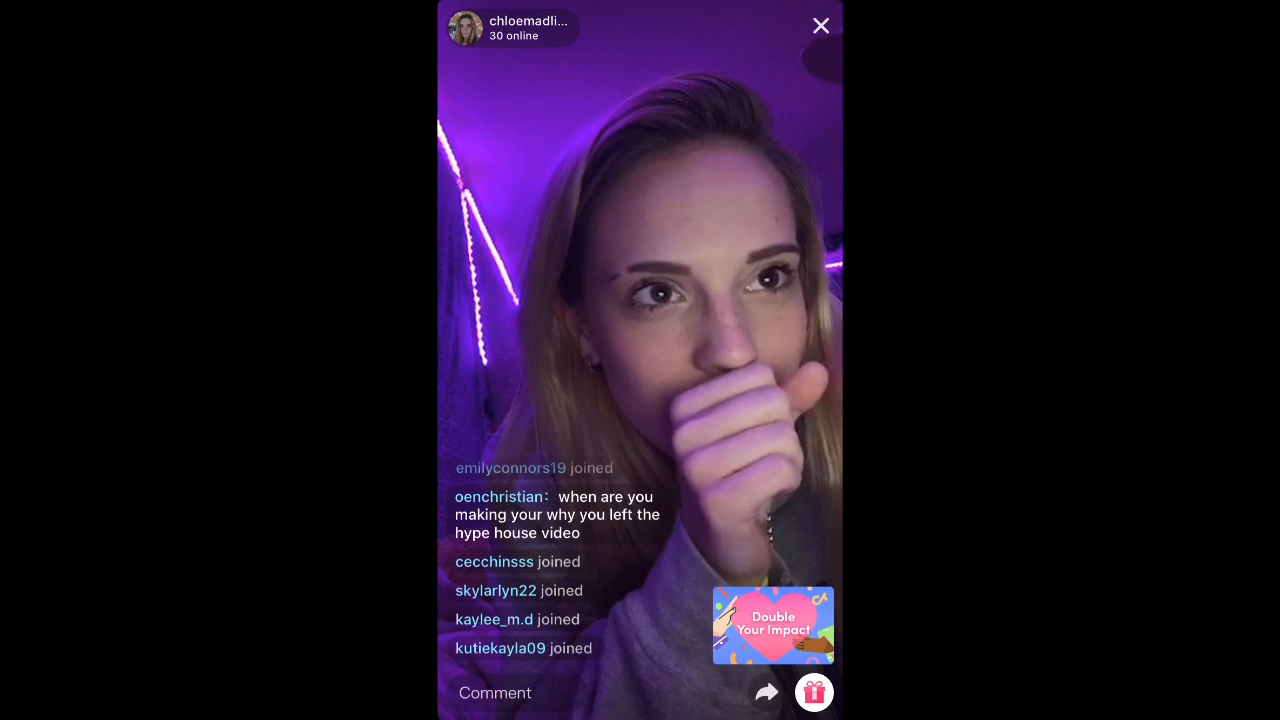 chloemadli...
30 online
emilyconnors19 joined
oenchristian: when are you
making your why you left the
hype house video
cecchinsss joined
skylarlyn22 joined
kaylee_m.d joined
kutiekayla09 joined
Double
Your Impact
Comment